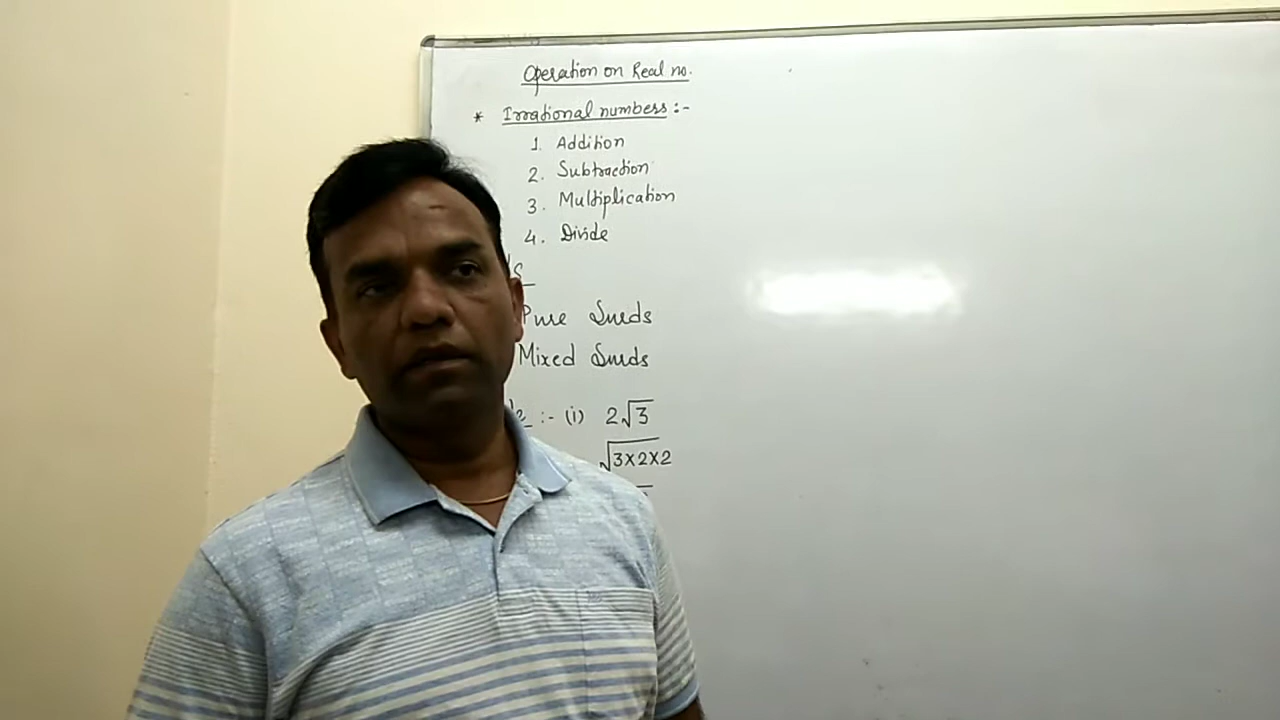 Operation on Real no.
* Irrational numbers :-
1. Addition
2. Subtraction
3. Multiplication
4. Divide
Pure Surds
Mixed Surds
:- (i) 2√3
√3×2×2